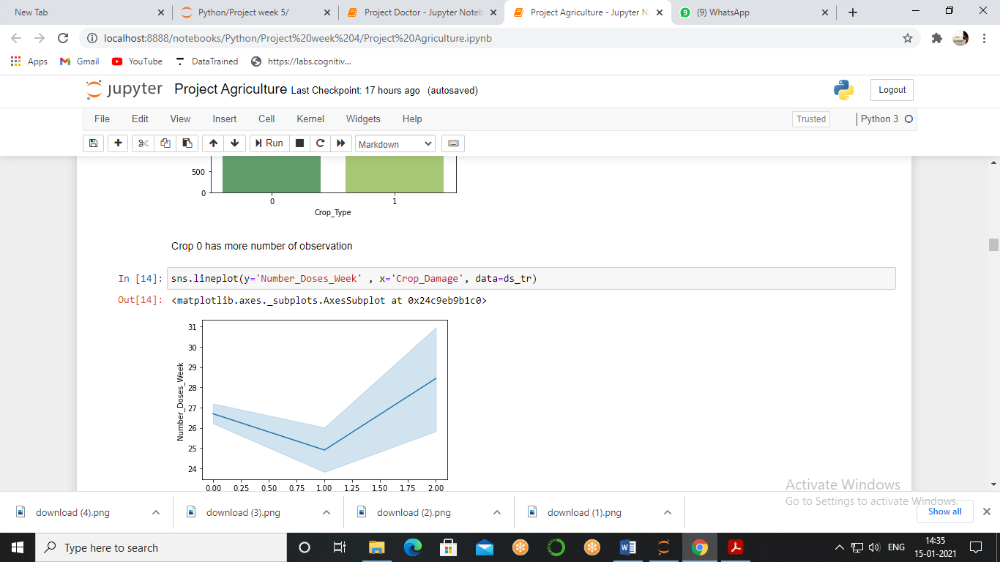 New Tab
Python/Project week 5/
Project Doctor - Jupyter Noteb
Project Agriculture - Jupyter N
9
(9) WhatsApp
localhost:8888/notebooks/Python/Project%20week%204/Project%20Agriculture.ipynb
Apps
Gmail
YouTube
DataTrained
https://labs.cognitiv...
jupyter
Project Agriculture Last Checkpoint: 17 hours ago (autosaved)
Logout
File Edit View Insert Cell Kernel Widgets Help
Trusted
Python 3
Run
Markdown
500
0
0 1
Crop_Type
Crop 0 has more number of observation
In [14]: sns.lineplot(y='Number_Doses_Week' , x='Crop_Damage', data=ds_tr)
Out[14]: <matplotlib.axes._subplots.AxesSubplot at 0x24c9eb9b1c0>
Number_Doses_Week
31
30
29
28
27
26
25
24
0.00 0.25 0.50 0.75 1.00 1.25 1.50 1.75 2.00
Activate Windows
Go to Settings to activate Windows.
download (4).png
download (3).png
download (2).png
download (1).png
Show all
Type here to search
ENG
14:35
15-01-2021